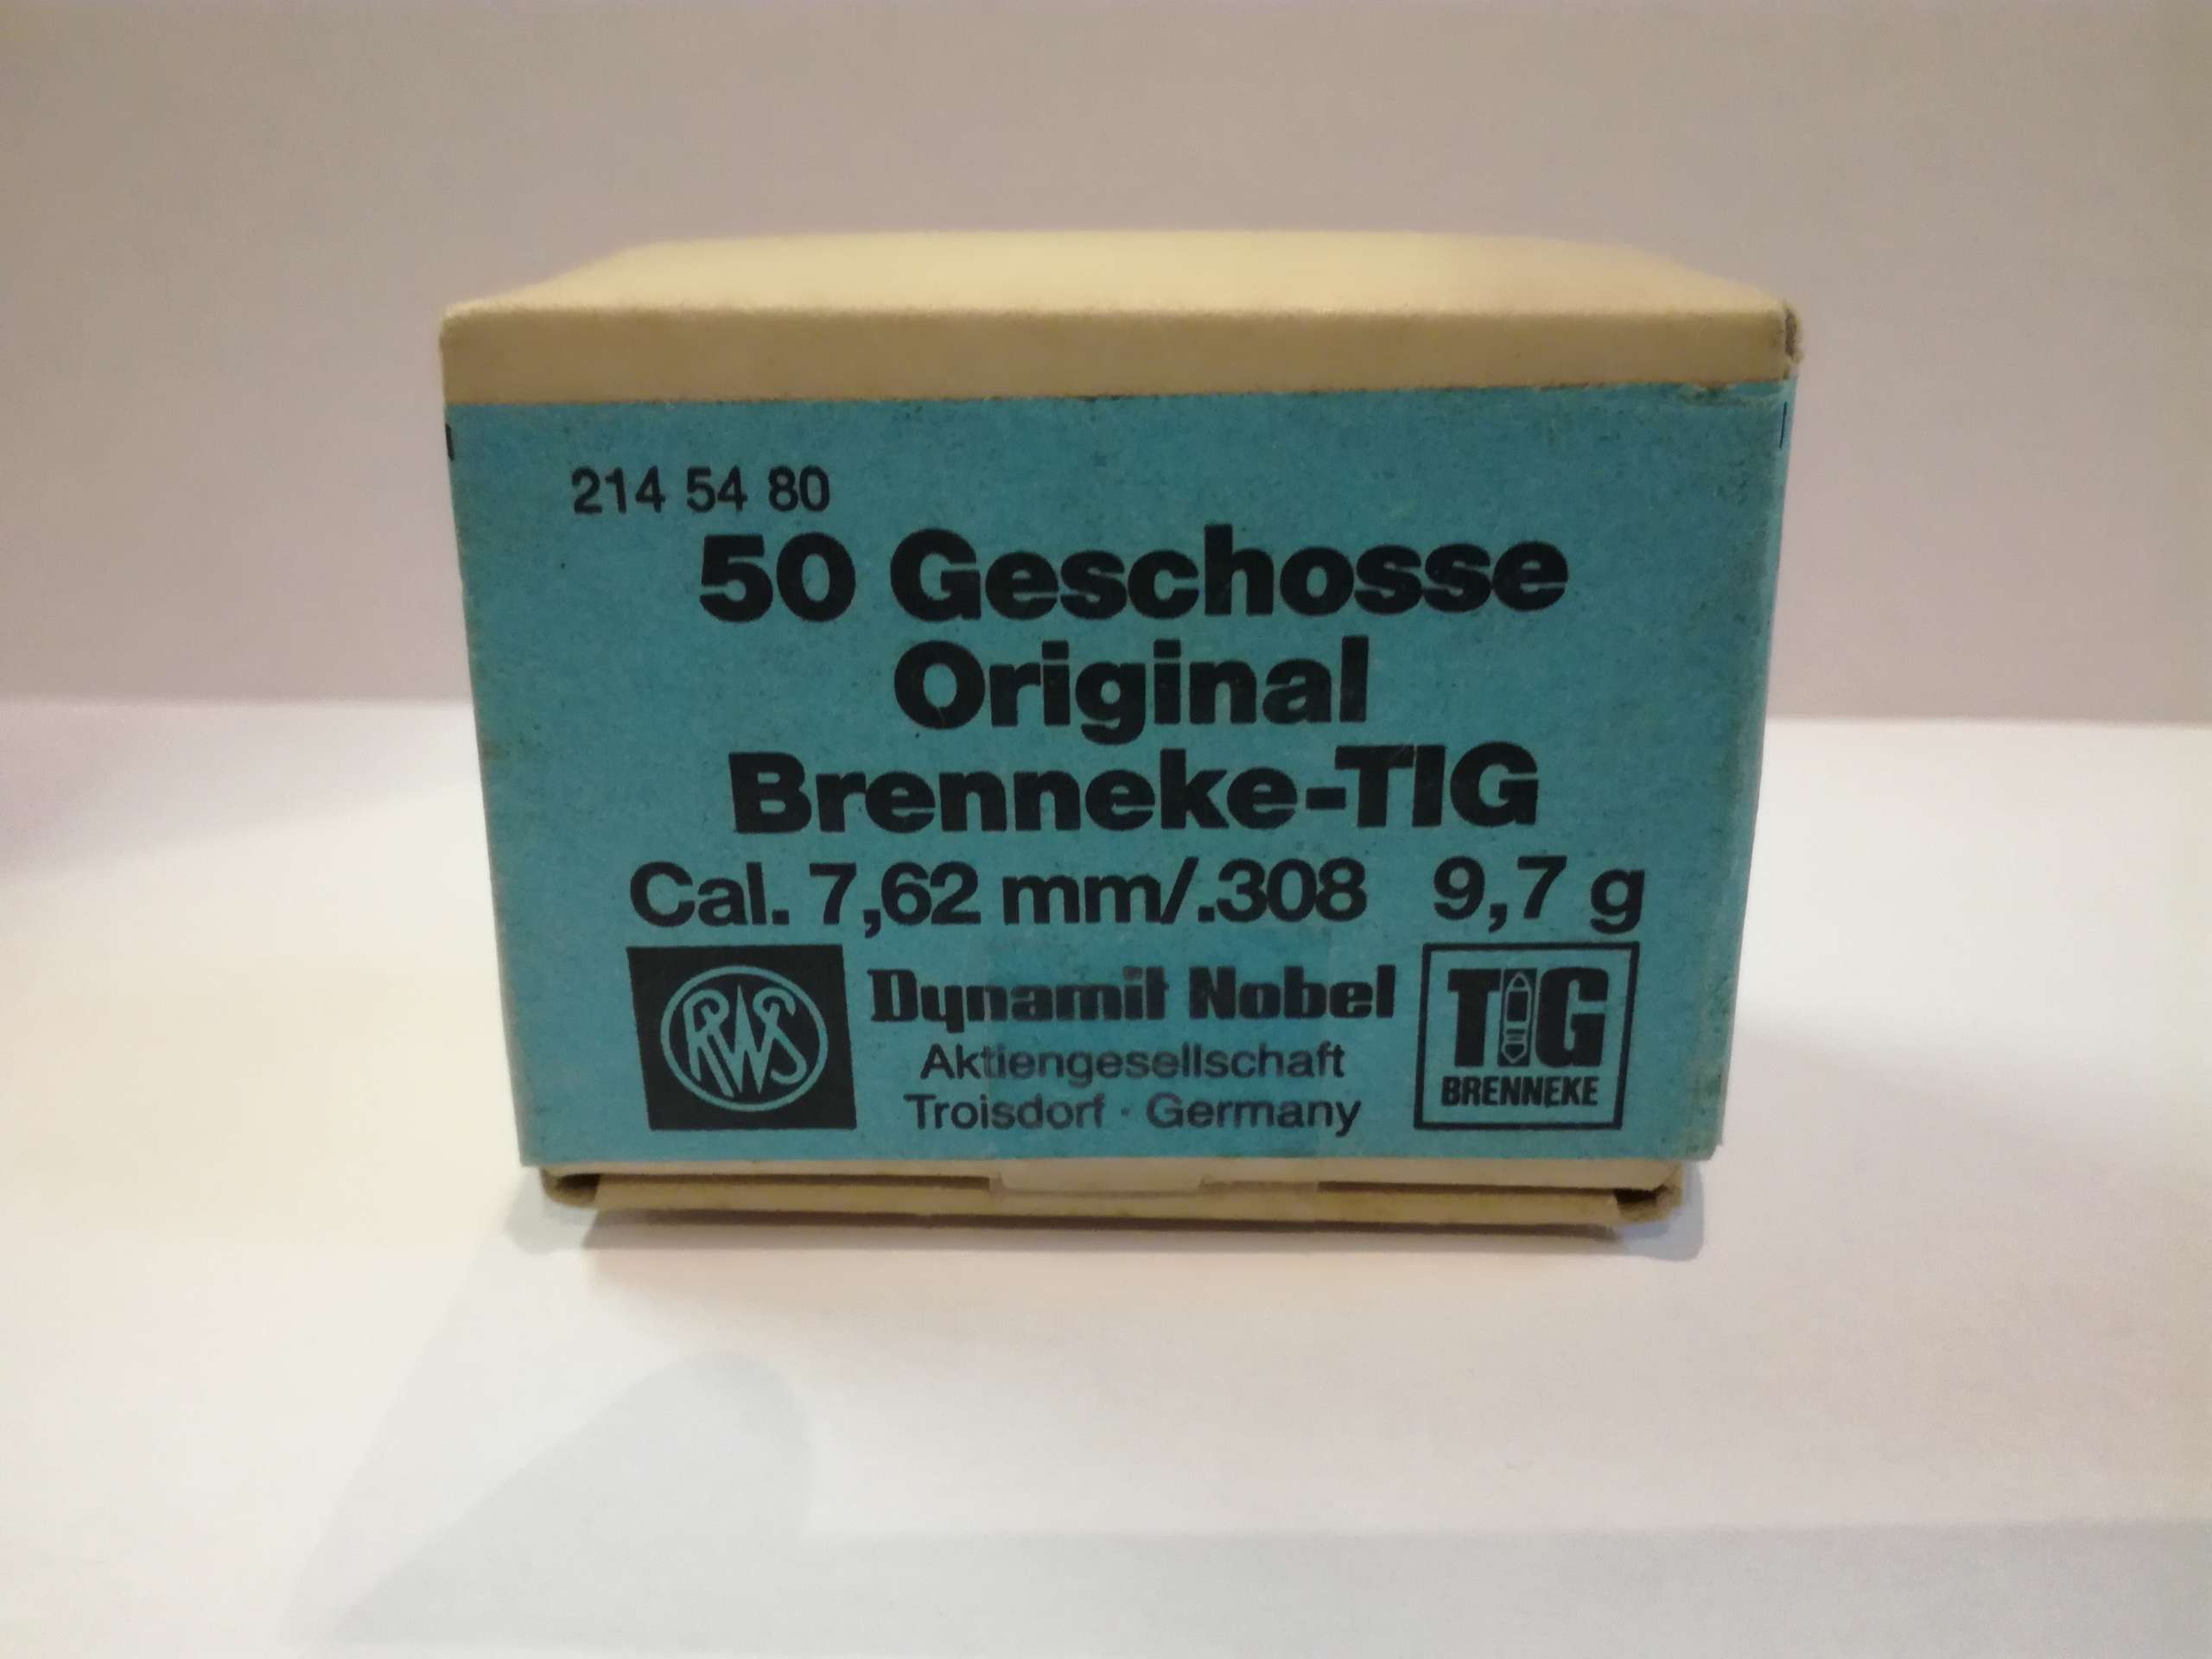 214 54 80
50 Geschosse
Original
Brenneke-TIG
Cal. 7,62 mm/.308 9,7 g
RWS
Dynamit Nobel
Aktiengesellschaft
Troisdorf · Germany
TIG
BRENNEKE